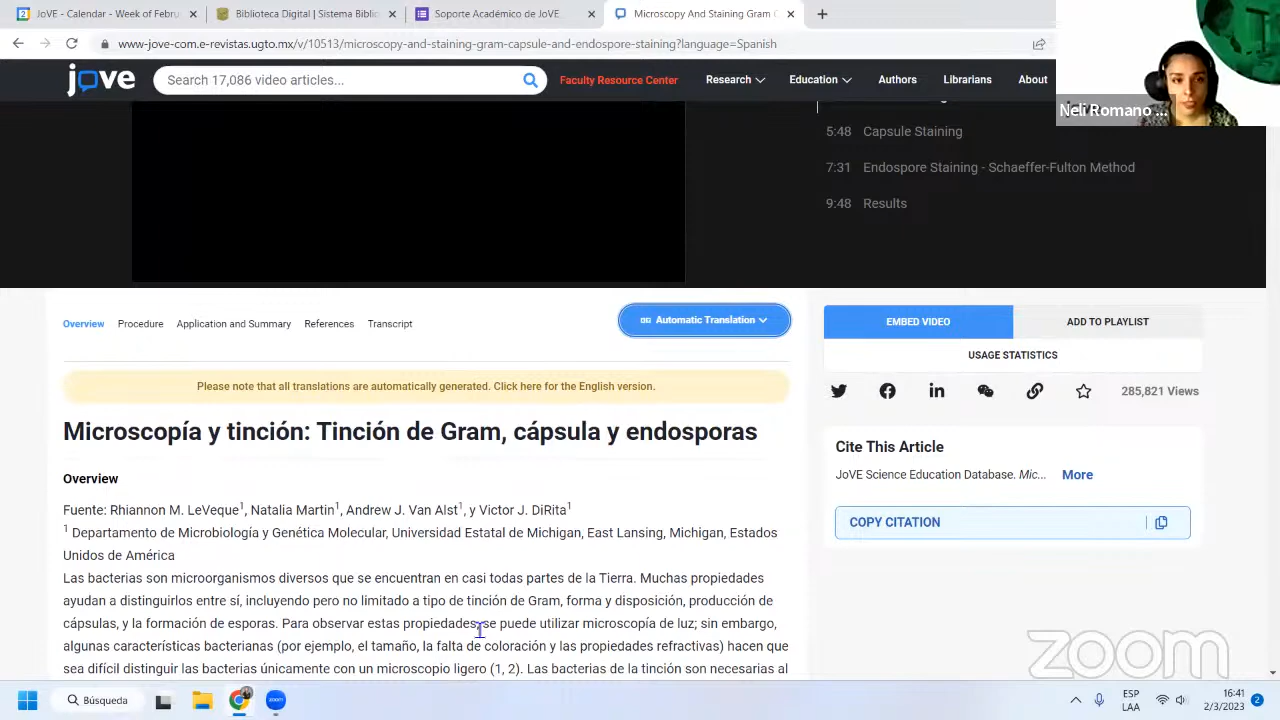 JoVE - Calendar - Week of Febru
Biblioteca Digital | Sistema Biblio
Soporte Académico de JoVE.
Microscopy And Staining Gram C
www-jove-com.e-revistas.ugto.mx/v/10513/microscopy-and-staining-gram-capsule-and-endospore-staining?language=Spanish
jove
Search 17,086 video articles...
Faculty Resource Center
Research
Education
Authors
Librarians
About
Neli Romano ...
5:48 Capsule Staining
7:31 Endospore Staining - Schaeffer-Fulton Method
9:48 Results
Overview
Procedure
Application and Summary
References
Transcript
Automatic Translation
Please note that all translations are automatically generated. Click here for the English version.
Microscopía y tinción: Tinción de Gram, cápsula y endosporas
Overview
Fuente: Rhiannon M. LeVeque1, Natalia Martin1, Andrew J. Van Alst1, y Victor J. DiRita1
1 Departamento de Microbiología y Genética Molecular, Universidad Estatal de Michigan, East Lansing, Michigan, Estados
Unidos de América
Las bacterias son microorganismos diversos que se encuentran en casi todas partes de la Tierra. Muchas propiedades
ayudan a distinguirlos entre sí, incluyendo pero no limitado a tipo de tinción de Gram, forma y disposición, producción de
cápsulas, y la formación de esporas. Para observar estas propiedades se puede utilizar microscopía de luz; sin embargo,
algunas características bacterianas (por ejemplo, el tamaño, la falta de coloración y las propiedades refractivas) hacen que
sea difícil distinguir las bacterias únicamente con un microscopio ligero (1, 2). Las bacterias de la tinción son necesarias al
EMBED VIDEO
ADD TO PLAYLIST
USAGE STATISTICS
285,821 Views
Cite This Article
JoVE Science Education Database. Mic...
More
COPY CITATION
zoom
Búsqueda
zoom
ESP
LAA
16:41
2/3/2023
2